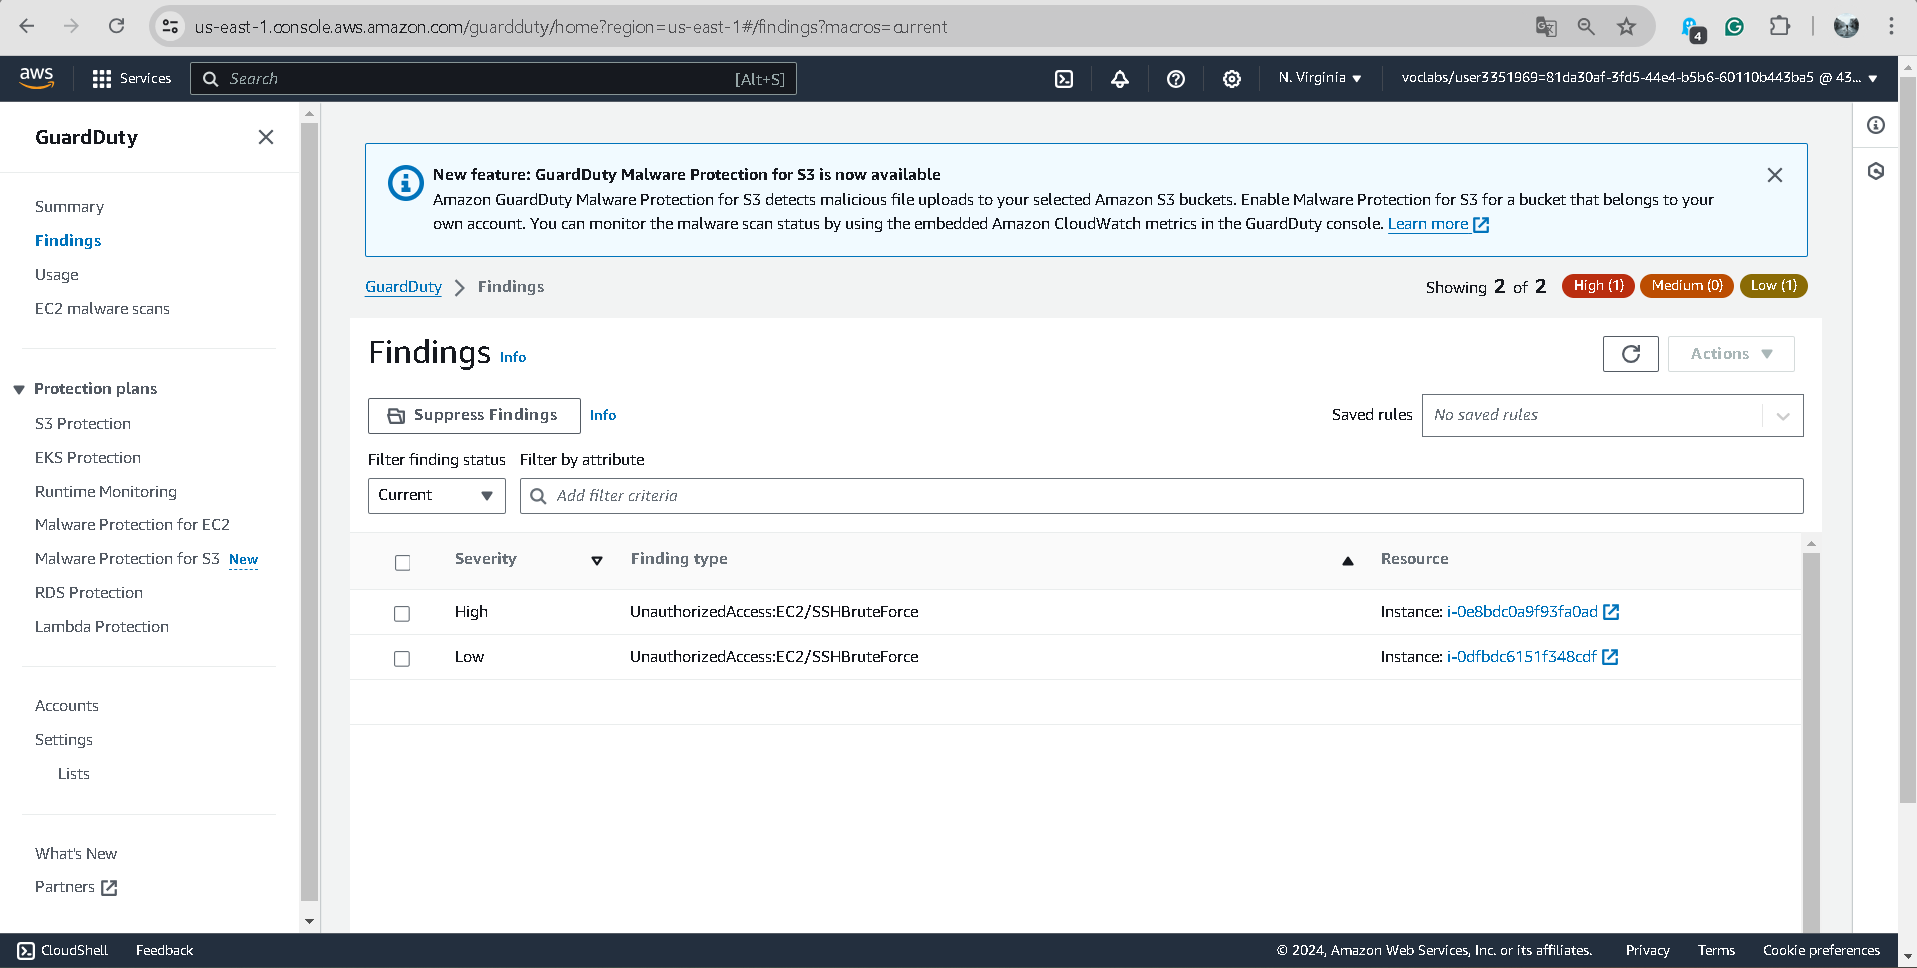 us-east-1.console.aws.amazon.com/guardduty/home?region=us-east-1#/findings?macros=current
4
aws
Services
Search
[Alt+S]
N. Virginia
voclabs/user3351969=81da30af-3fd5-44e4-b5b6-60110b443ba5 @ 43...
GuardDuty
Summary
Findings
Usage
EC2 malware scans
Protection plans
S3 Protection
EKS Protection
Runtime Monitoring
Malware Protection for EC2
Malware Protection for S3 New
RDS Protection
Lambda Protection
Accounts
Settings
Lists
What's New
Partners
New feature: GuardDuty Malware Protection for S3 is now available
Amazon GuardDuty Malware Protection for S3 detects malicious file uploads to your selected Amazon S3 buckets. Enable Malware Protection for S3 for a bucket that belongs to your
own account. You can monitor the malware scan status by using the embedded Amazon CloudWatch metrics in the GuardDuty console. Learn more
GuardDuty > Findings
Showing 2 of 2 High (1) Medium (0) Low (1)
Findings Info
Actions
Suppress Findings Info
Saved rules No saved rules
Filter finding status Filter by attribute
Current Add filter criteria
Severity Finding type Resource
High UnauthorizedAccess:EC2/SSHBruteForce Instance: i-0e8bdc0a9f93fa0ad
Low UnauthorizedAccess:EC2/SSHBruteForce Instance: i-0dfbdc6151f348cdf
CloudShell Feedback © 2024, Amazon Web Services, Inc. or its affiliates. Privacy Terms Cookie preferences